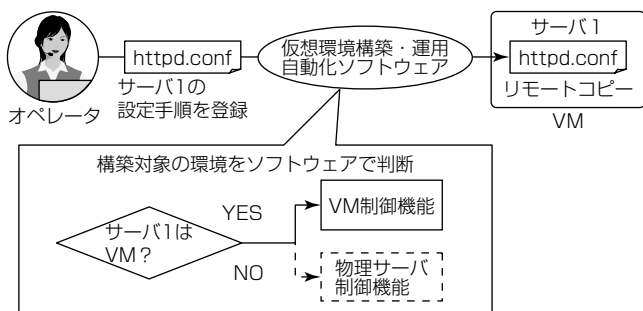 オペレータ
httpd.conf
サーバ1の
設定手順を登録
仮想環境構築・運用
自動化ソフトウェア
サーバ1
httpd.conf
リモートコピー
VM
構築対象の環境をソフトウェアで判断
サーバ1は
VM?
YES
VM制御機能
NO
物理サーバ
制御機能